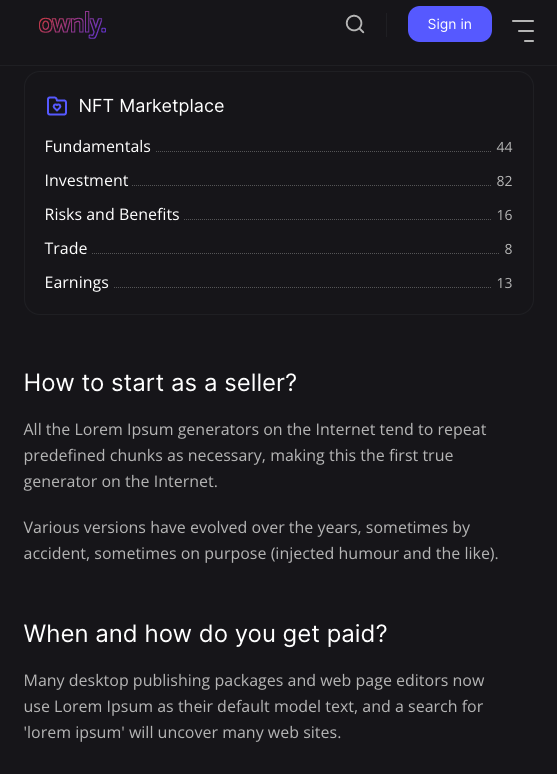 ownly.
Sign in
NFT Marketplace
Fundamentals 44
Investment 82
Risks and Benefits 16
Trade 8
Earnings 13
How to start as a seller?
All the Lorem Ipsum generators on the Internet tend to repeat
predefined chunks as necessary, making this the first true
generator on the Internet.
Various versions have evolved over the years, sometimes by
accident, sometimes on purpose (injected humour and the like).
When and how do you get paid?
Many desktop publishing packages and web page editors now
use Lorem Ipsum as their default model text, and a search for
'lorem ipsum' will uncover many web sites.